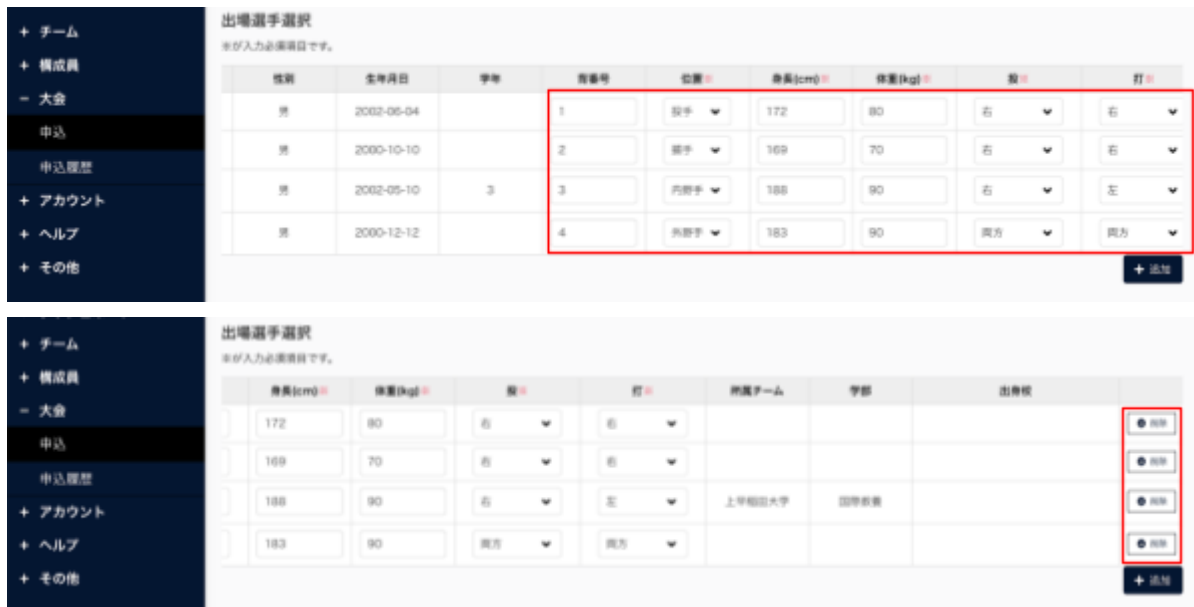 + チーム
+ 構成員
− 大会
申込
申込履歴
+ アカウント
+ ヘルプ
+ その他
出場選手選択
※が入力必須項目です。
性別 生年月日 学年 背番号 位置※ 身長(cm)※ 体重(kg)※ 投※ 打※
男 2002-06-04 1 投手 172 80 右 右
男 2000-10-10 2 捕手 169 70 右 右
男 2002-05-10 3 3 内野手 188 90 右 左
男 2000-12-12 4 外野手 183 90 両方 両方
+ 追加
+ チーム
+ 構成員
− 大会
申込
申込履歴
+ アカウント
+ ヘルプ
+ その他
出場選手選択
※が入力必須項目です。
身長(cm)※ 体重(kg)※ 投※ 打※ 所属チーム 学部 出身校
172 80 右 右 削除
169 70 右 右 削除
188 90 右 左 上早稲田大学 国際教養 削除
183 90 両方 両方 削除
+ 追加